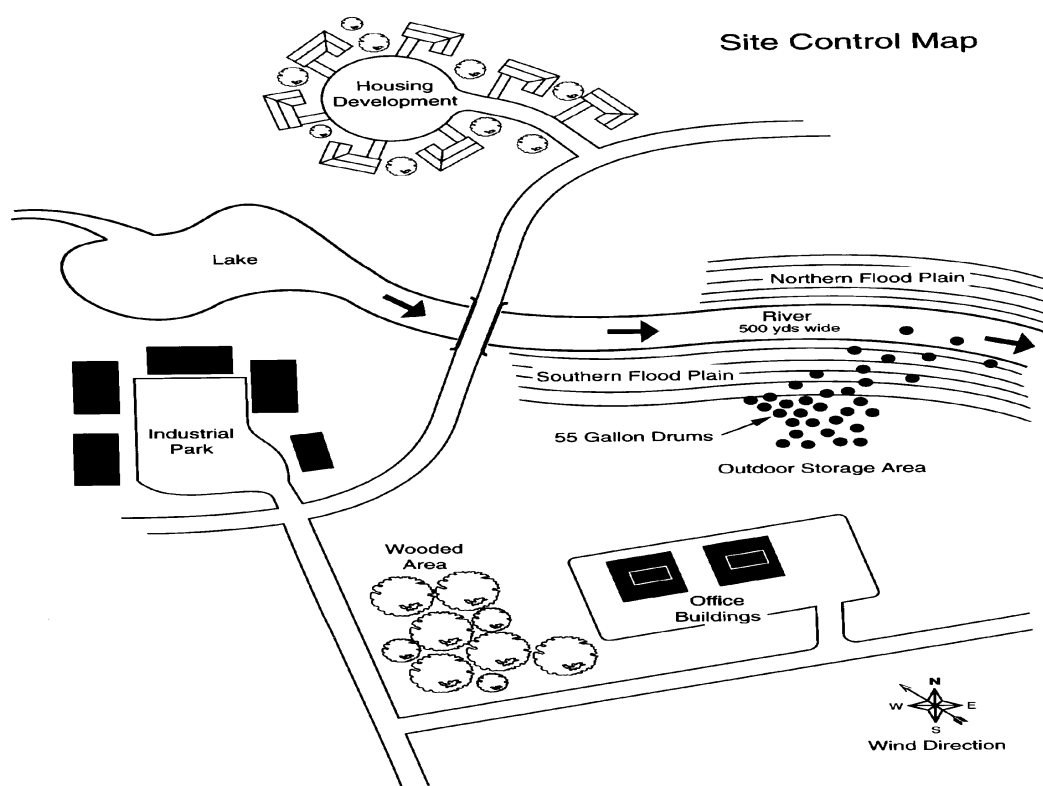 Site Control Map
Housing
Development
Lake
Northern Flood Plain
River
500 yds wide
Southern Flood Plain
Industrial
Park
55 Gallon Drums
Outdoor Storage Area
Wooded
Area
Office
Buildings
N
W E
S
Wind Direction